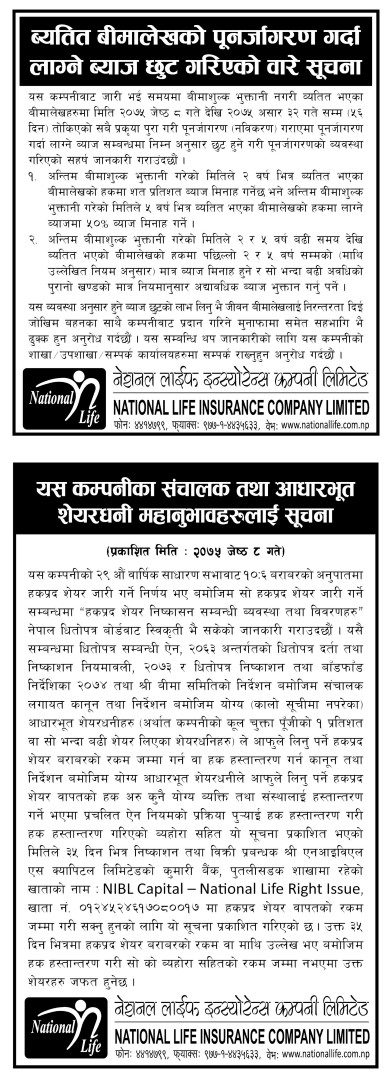 ब्यतित बीमालेखको पूनर्जागरण गर्दा
लाग्ने ब्याज छुट गरिएको वारे सूचना
यस कम्पनीवाट जारी भई समयमा बीमाशुल्क भुक्तानी नगरी ब्यतित भएका
बीमालेखहरुमा मिति २०७५ जेष्ठ ८ गते देखि २०७५ असार ३२ गते सम्म (५६
दिन) तोकिएको सवै प्रकृया पुरा गरी पूनर्जागरण (नविकरण) गराएमा पूनर्जागरण
गर्दा लाग्ने ब्याज सम्बन्धमा निम्न अनुसार छुट हुने गरी पूनर्जागरणको ब्यवस्था
गरिएको सहर्ष जानकारी गराउदछौं ।
१. अन्तिम बीमाशुल्क भुक्तानी गरेको मितिले २ वर्ष भित्र ब्यतित भएका
बीमालेखको हकमा शत प्रतिशत ब्याज मिनाह गर्नेछ भने अन्तिम बीमाशुल्क
भुक्तानी गरेको मितिले ५ वर्ष भित्र ब्यतित भएका बीमालेखको हकमा लाग्ने
ब्याजमा ५०% ब्याज मिनाह गर्ने ।
२. अन्तिम बीमाशुल्क भुक्तानी गरेको मितिले २ र ५ वर्ष बढी समय देखि
ब्यतित भएको बीमालेखको हकमा पछिल्लो २ र ५ वर्ष सम्मको (माथि
उल्लेखित नियम अनुसार) मात्र ब्याज मिनाह हुने र सो भन्दा बढी अवधिको
पुरानो खण्डको हकमा नियमानुसार अद्यावधिक ब्याज भुक्तान गर्नु पर्ने ।
यस व्यवस्था अनुसार हुने ब्याज छुटको लाभ लिनु भै जीवन बीमालेखलाई निरन्तरता दिई
जोखिम वहनका साथै कम्पनीवाट प्रदान गरिने मुनाफामा समेत सहभागि भै
ढुक्क हुन अनुरोध गर्दछौं । यस सम्वन्धि थप जानकारीको लागि यस कम्पनीको
शाखा/उपशाखा/सम्पर्क कार्यालयहरुमा सम्पर्क राख्नुहुन अनुरोध गर्दछौं ।
National Life
नेशनल लाईफ इन्स्योरेन्स कम्पनी लिमिटेड
NATIONAL LIFE INSURANCE COMPANY LIMITED
फोनः ४४१४७९९, फ्याक्सः ९७७-१-४४३५६३३, वेभः www.nationallife.com.np
यस कम्पनीका संचालक तथा आधारभूत
शेयरधनी महानुभावहरुलाई सूचना
(प्रकाशित मिति : २०७५ जेष्ठ ८ गते)
यस कम्पनीको २९ औं वार्षिक साधारण सभावाट १०:६ बराबरको अनुपातमा
हकप्रद शेयर जारी गर्ने निर्णय भए बमोजिम सो हकप्रद शेयर जारी गर्ने
सम्बन्धमा "हकप्रद शेयर निष्कासन सम्बन्धी ब्यवस्था तथा विवरणहरु"
नेपाल धितोपत्र बोर्डवाट स्विकृती भै सकेको जानकारी गराउदछौं । यसै
सम्बन्धमा धितोपत्र सम्बन्धी ऐन, २०६३ अन्तर्गतको धितोपत्र दर्ता तथा
निष्काशन नियमावली, २०७३ र धितोपत्र निष्काशन तथा बाँडफाँड
निर्देशिका २०७४ तथा श्री बीमा समितिको निर्देशन बमोजिम संचालक
लगायत कानून तथा निर्देशन बमोजिम योग्य (कालो सूचीमा नपरेका)
आधारभूत शेयरधनीहरु (अर्थात कम्पनीको कूल चुक्ता पूँजीको १ प्रतिशत
वा सो भन्दा बढी शेयर लिएका शेयरधनिहरु) ले आफुले लिनु पर्ने हकप्रद
शेयर बराबरको रकम जम्मा गर्न वा हक हस्तान्तरण गर्न कानून तथा
निर्देशन बमोजिम योग्य आधारभूत शेयरधनीले आफुले लिनु पर्ने हकप्रद
शेयर वापतको हक अरु कुनै योग्य व्यक्ति तथा संस्थालाई हस्तान्तरण
गर्ने भएमा प्रचलित ऐन नियमको प्रक्रिया पुऱ्याई हक हस्तान्तरण गरी
हक हस्तान्तरण गरिएको व्यहोरा सहित यो सूचना प्रकाशित भएको
मितिले ३५ दिन भित्र निष्काशन तथा बिक्री प्रबन्धक श्री एनआइविएल
एस क्यापिटल लिमिटेडको कुमारी बैंक, पुतलीसडक शाखामा रहेको
खाताको नाम : NIBL Capital – National Life Right Issue,
खाता नं. ०१२४५२४६१७०८००१७ मा हकप्रद शेयर वापतको रकम
जम्मा गरी सक्नु हुनको लागि यो सूचना प्रकाशित गरिएको छ । उक्त ३५
दिन भित्रमा हकप्रद शेयर बराबरको रकम वा माथि उल्लेख भए बमोजिम
हक हस्तान्तरण गरी सो को ब्यहोरा सहितको रकम जम्मा नभएमा उक्त
शेयरहरु जफत हुनेछ ।
National Life
नेशनल लाईफ इन्स्योरेन्स कम्पनी लिमिटेड
NATIONAL LIFE INSURANCE COMPANY LIMITED
फोनः ४४१४७९९, फ्याक्सः ९७७-१-४४३५६३३, वेभः www.nationallife.com.np